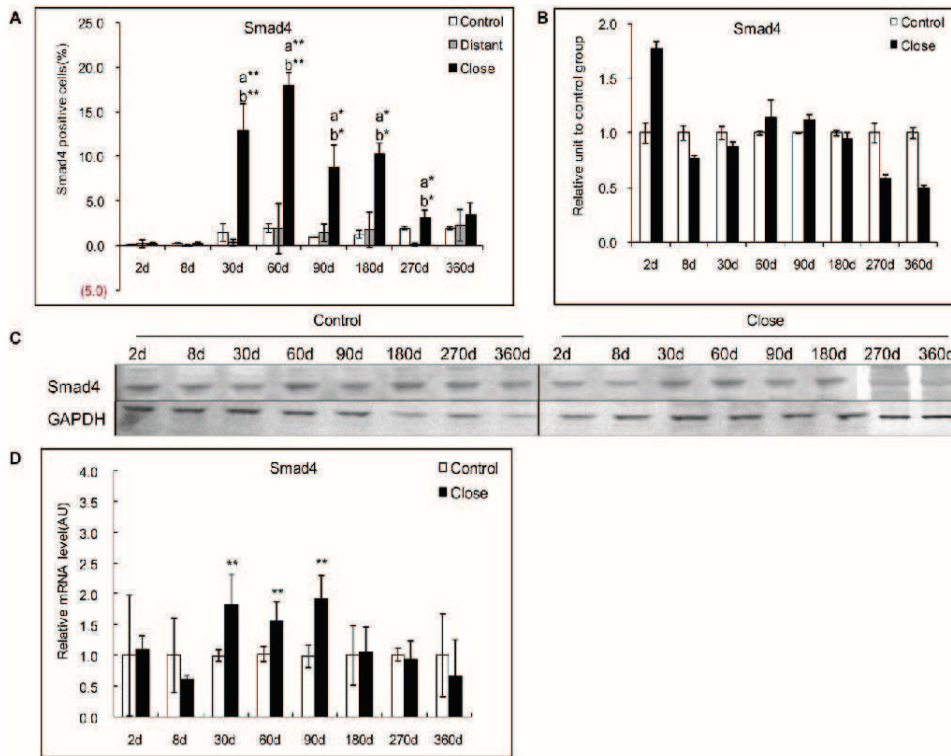 A
Smad4
Control
Distant
Close
Smad4 positive cells(%)
25.0
20.0
15.0
10.0
5.0
0.0
(5.0)
a** a** a* a* a*
b** b** b* b* b*
2d 8d 30d 60d 90d 180d 270d 360d
B
Smad4
Control
Close
Relative unit to control group
2.0
1.5
1.0
0.5
0.0
2d 8d 30d 60d 90d 180d 270d 360d
C
Control Close
2d 8d 30d 60d 90d 180d 270d 360d 2d 8d 30d 60d 90d 180d 270d 360d
Smad4
GAPDH
D
Smad4
Control
Close
Relative mRNA level(AU)
4.0
3.5
3.0
2.5
2.0
1.5
1.0
0.5
0.0
** ** **
2d 8d 30d 60d 90d 180d 270d 360d